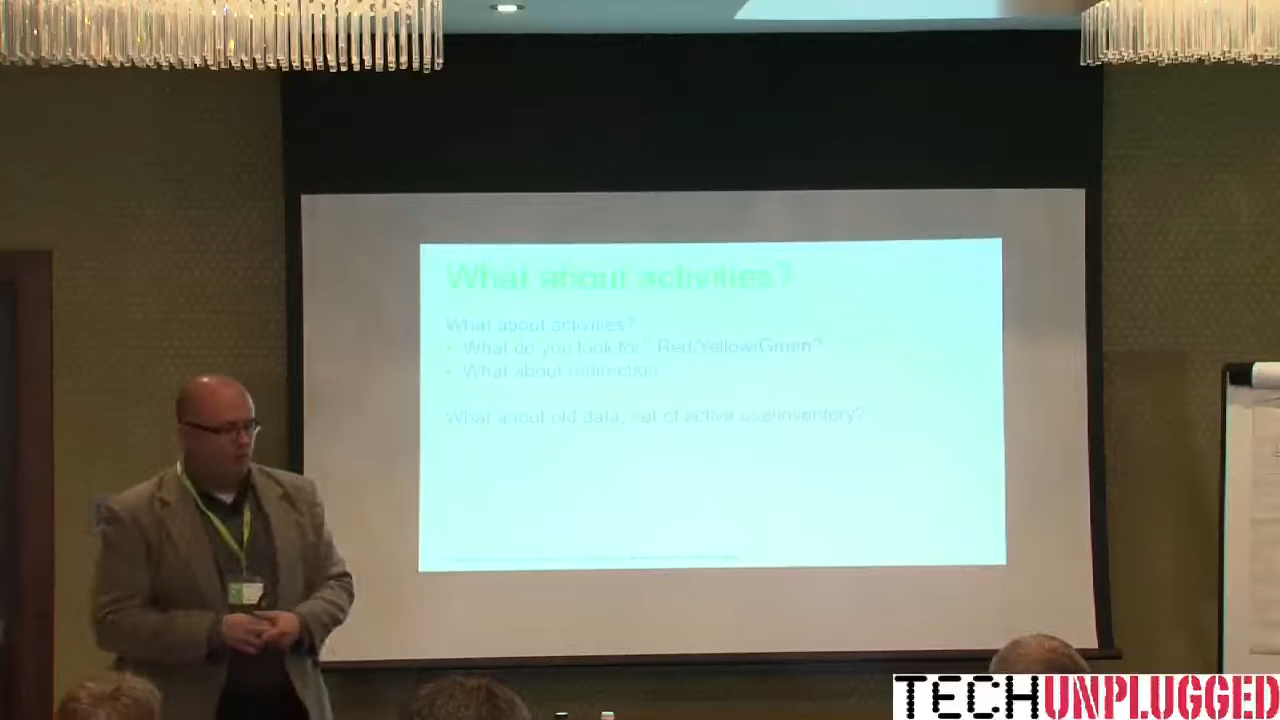 What about activities?
What about activities?
• What do you look for? Red/Yellow/Green?
• What about redirection
What about old data, out of active use/inventory?
TECHUNPLUGGED